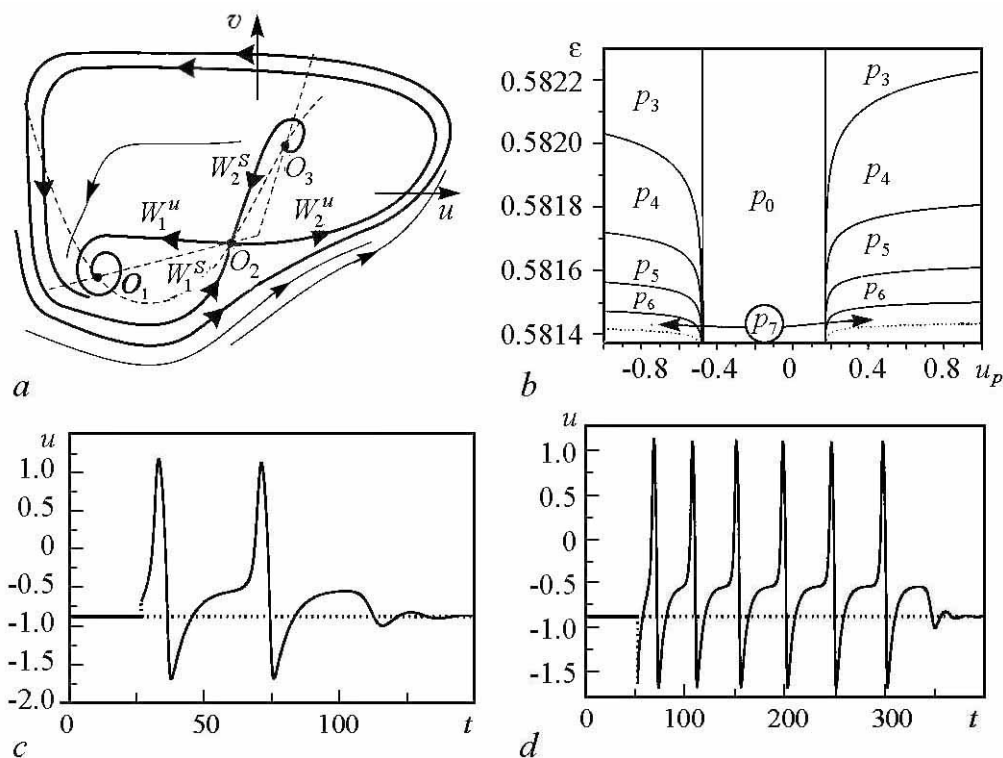 v
u
W₂ˢ
O₃
W₁ᵘ
W₂ᵘ
W₁ˢ
O₂
O₁
a
ε
0.5822
0.5820
0.5818
0.5816
0.5814
p₃ p₃
p₄ p₀ p₄
p₅ p₅
p₆ p₆
p₇
-0.8 -0.4 0 0.4 0.8 u_p
b
u
1.0
0.5
0
-0.5
-1.0
-1.5
-2.0
0 50 100 t
c
u
1.0
0.5
0
-0.5
-1.0
-1.5
0 100 200 300 t
d